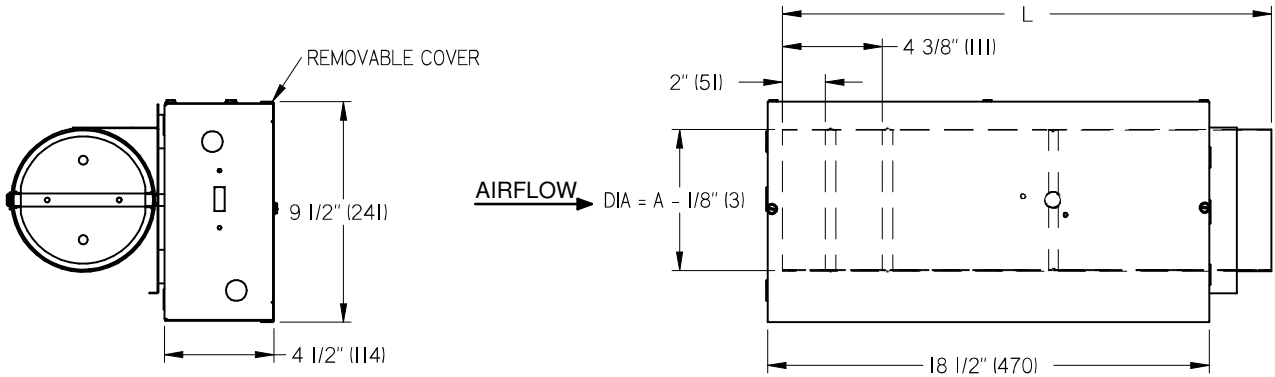 REMOVABLE COVER
9 1/2" (241)
4 1/2" (114)
AIRFLOW
L
4 3/8" (111)
2" (51)
DIA = A - 1/8" (3)
18 1/2" (470)